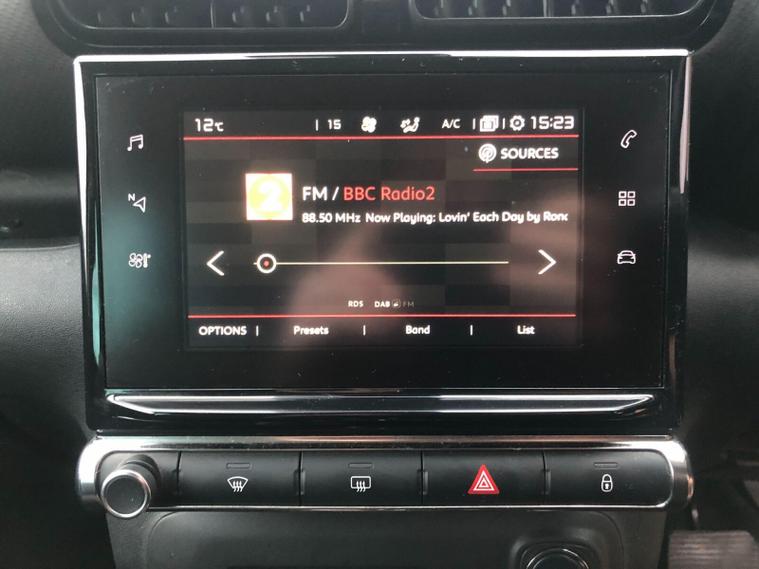 12°C | 15 A/C | | 15:23
SOURCES
2
FM / BBC Radio2
88.50 MHz Now Playing: Lovin' Each Day by Rona
N
RDS DAB FM
OPTIONS | Presets | Band | List